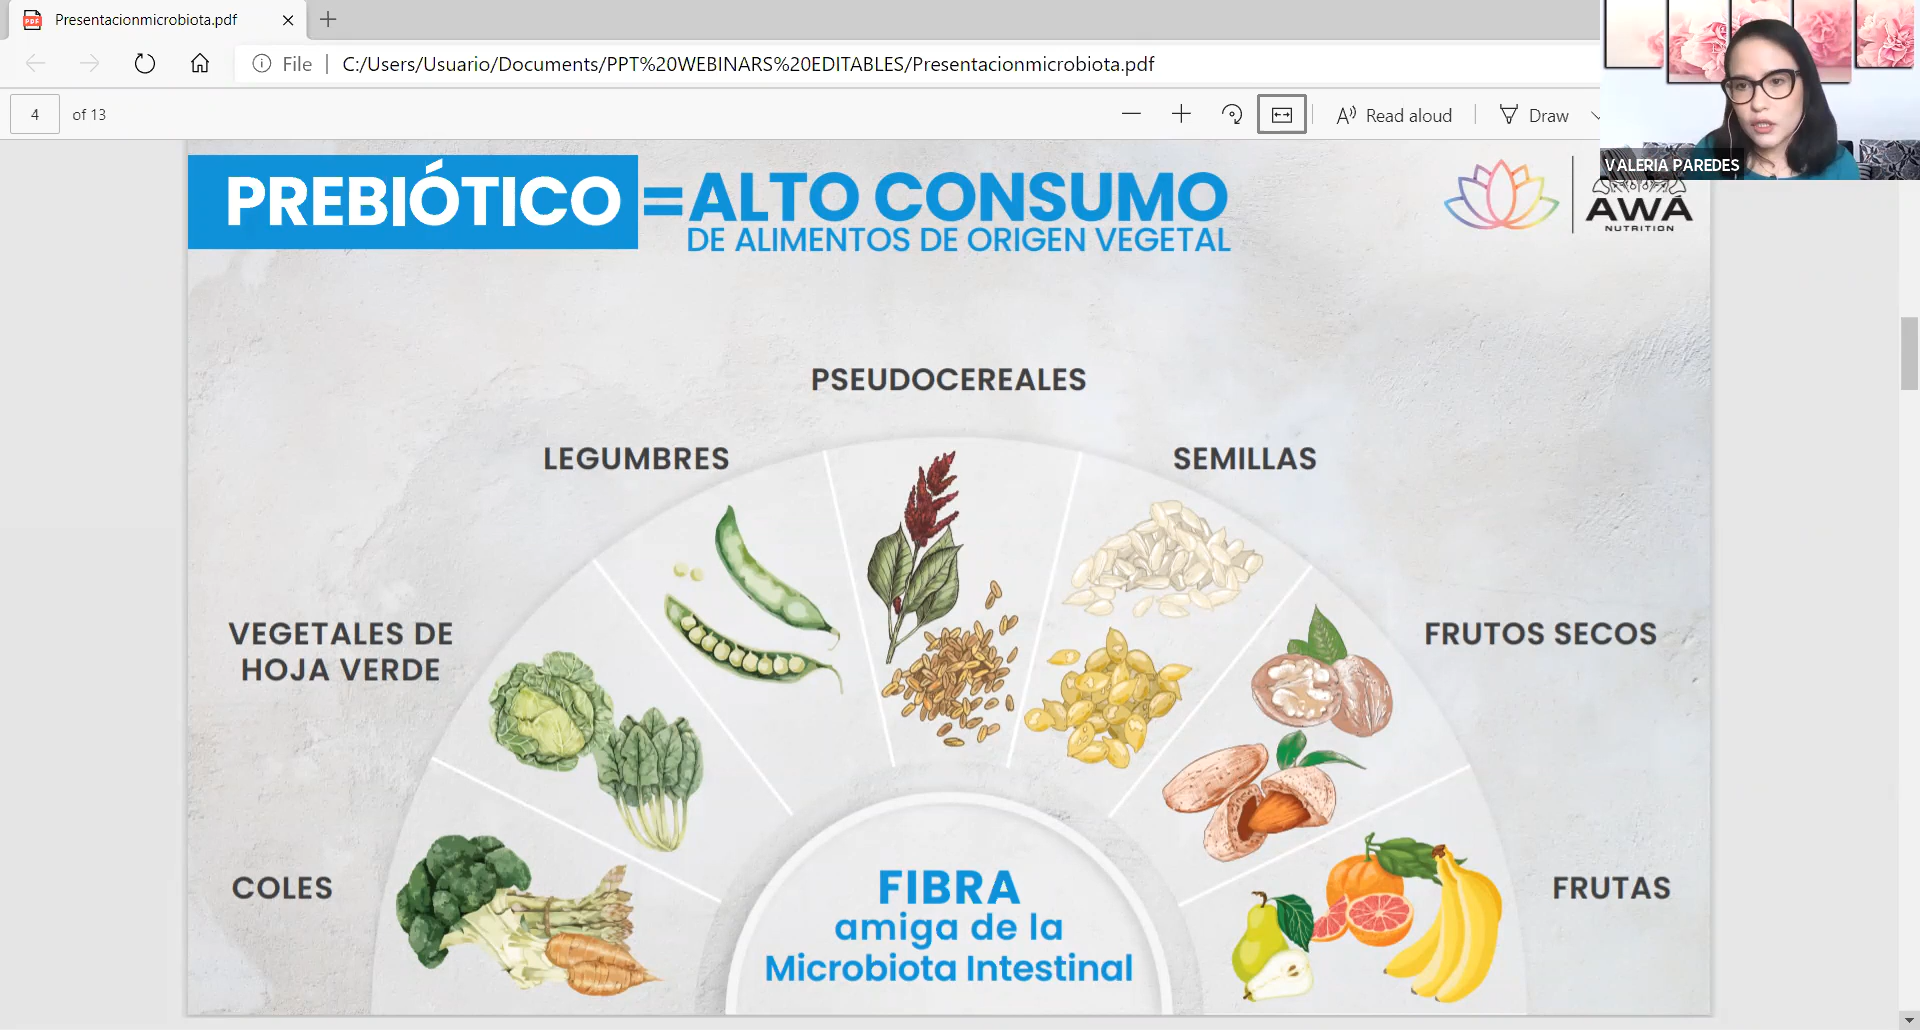 Presentacionmicrobiota.pdf
File
C:/Users/Usuario/Documents/PPT%20WEBINARS%20EDITABLES/Presentacionmicrobiota.pdf
4 of 13
Read aloud
Draw
VALERIA PAREDES
PREBIÓTICO = ALTO CONSUMO
DE ALIMENTOS DE ORIGEN VEGETAL
AWÁ
NUTRITION
PSEUDOCEREALES
LEGUMBRES
SEMILLAS
VEGETALES DE
HOJA VERDE
FRUTOS SECOS
COLES
FRUTAS
FIBRA
amiga de la
Microbiota Intestinal